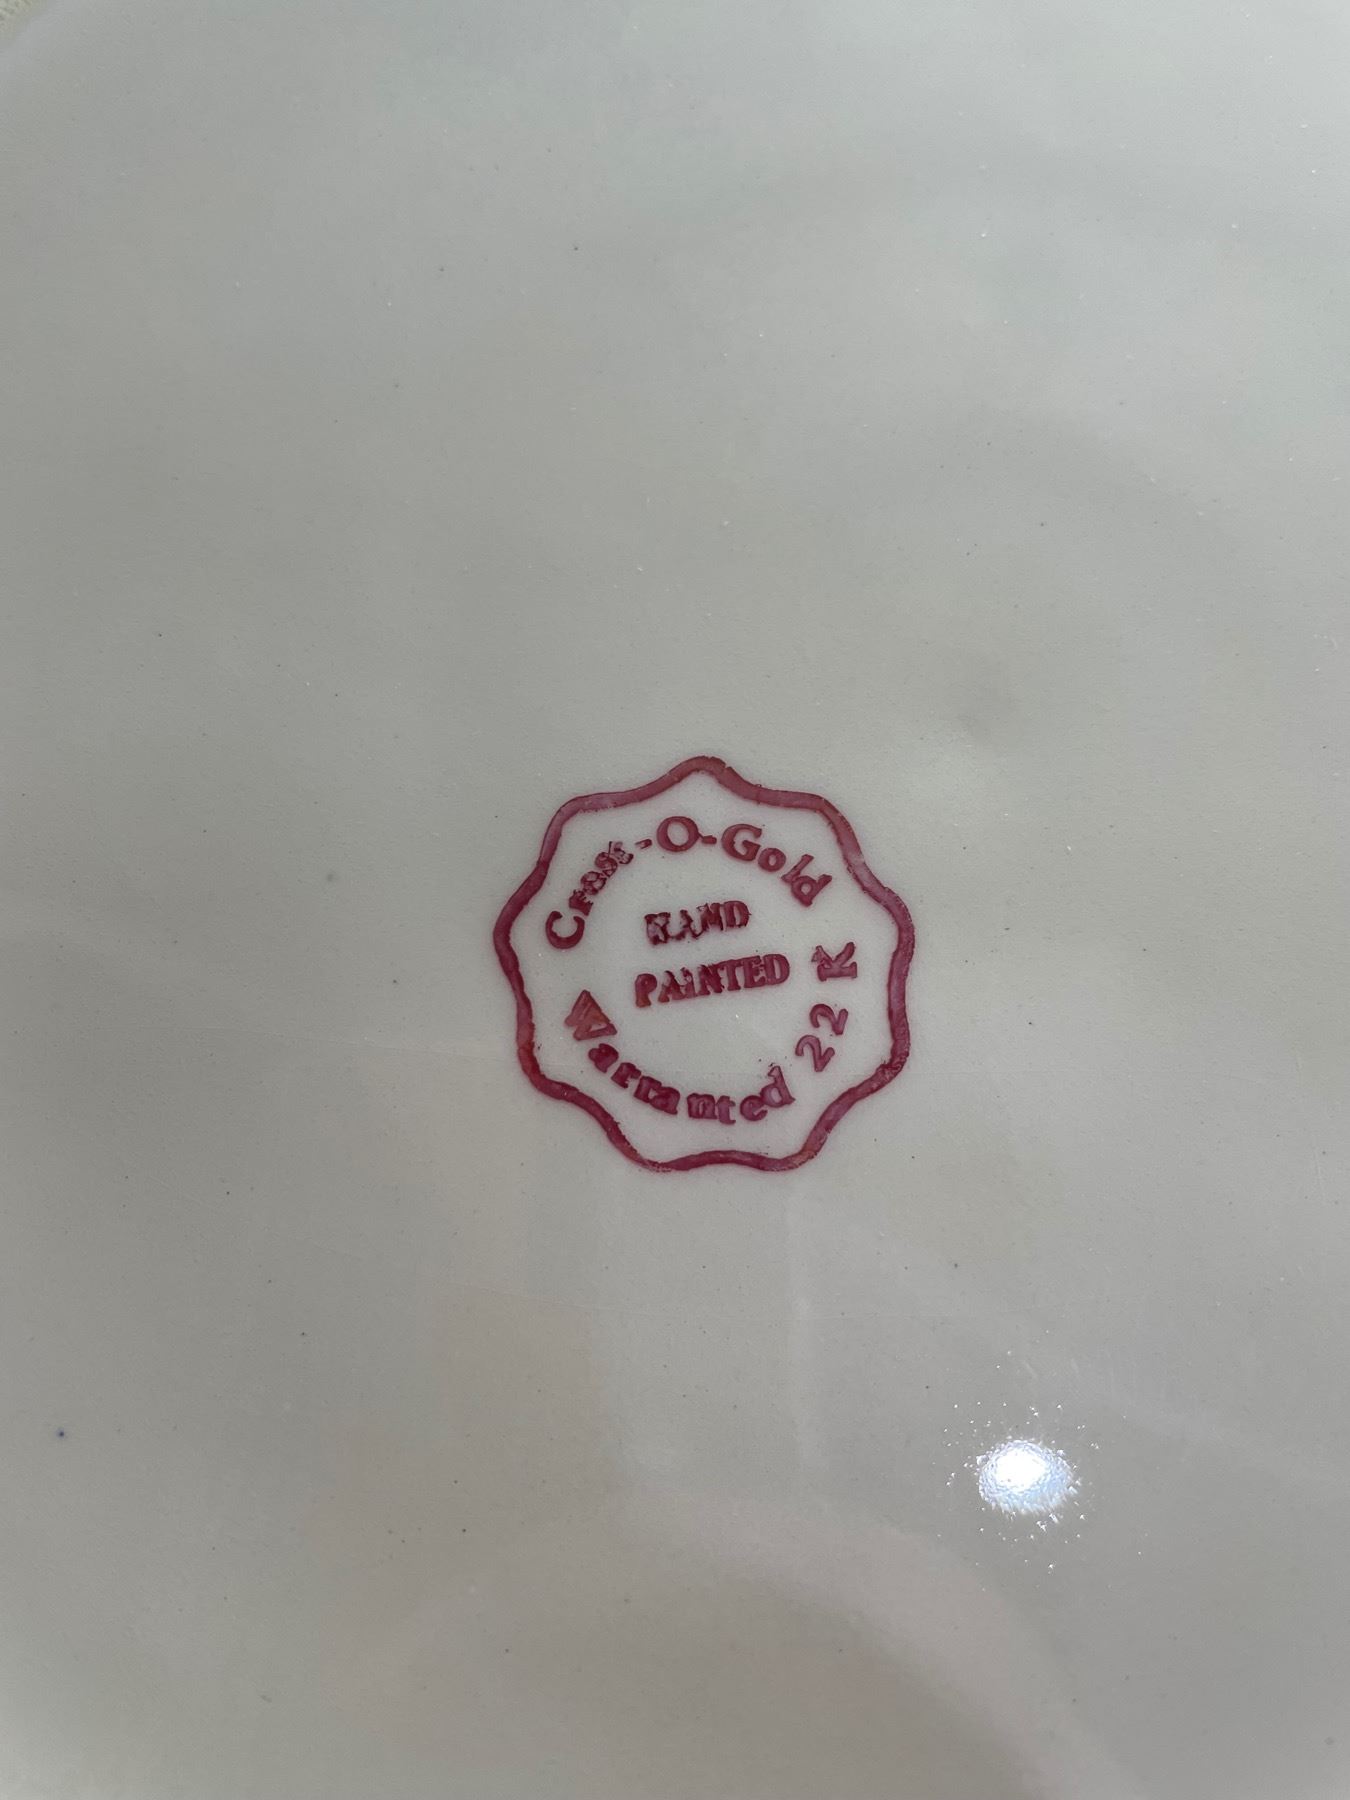 Crest-O-Gold
HAND
PAINTED
Warranted 22 K